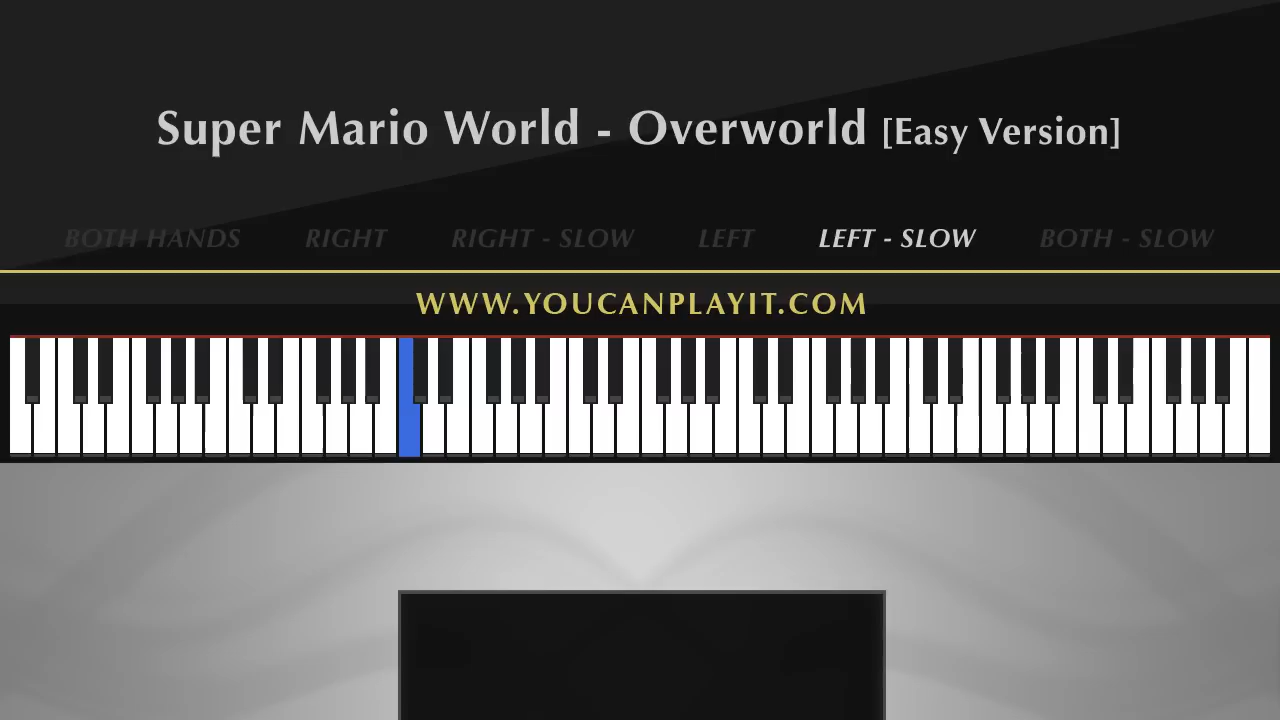 Super Mario World - Overworld [Easy Version]
BOTH HANDS RIGHT RIGHT - SLOW LEFT LEFT - SLOW BOTH - SLOW
WWW.YOUCANPLAYIT.COM